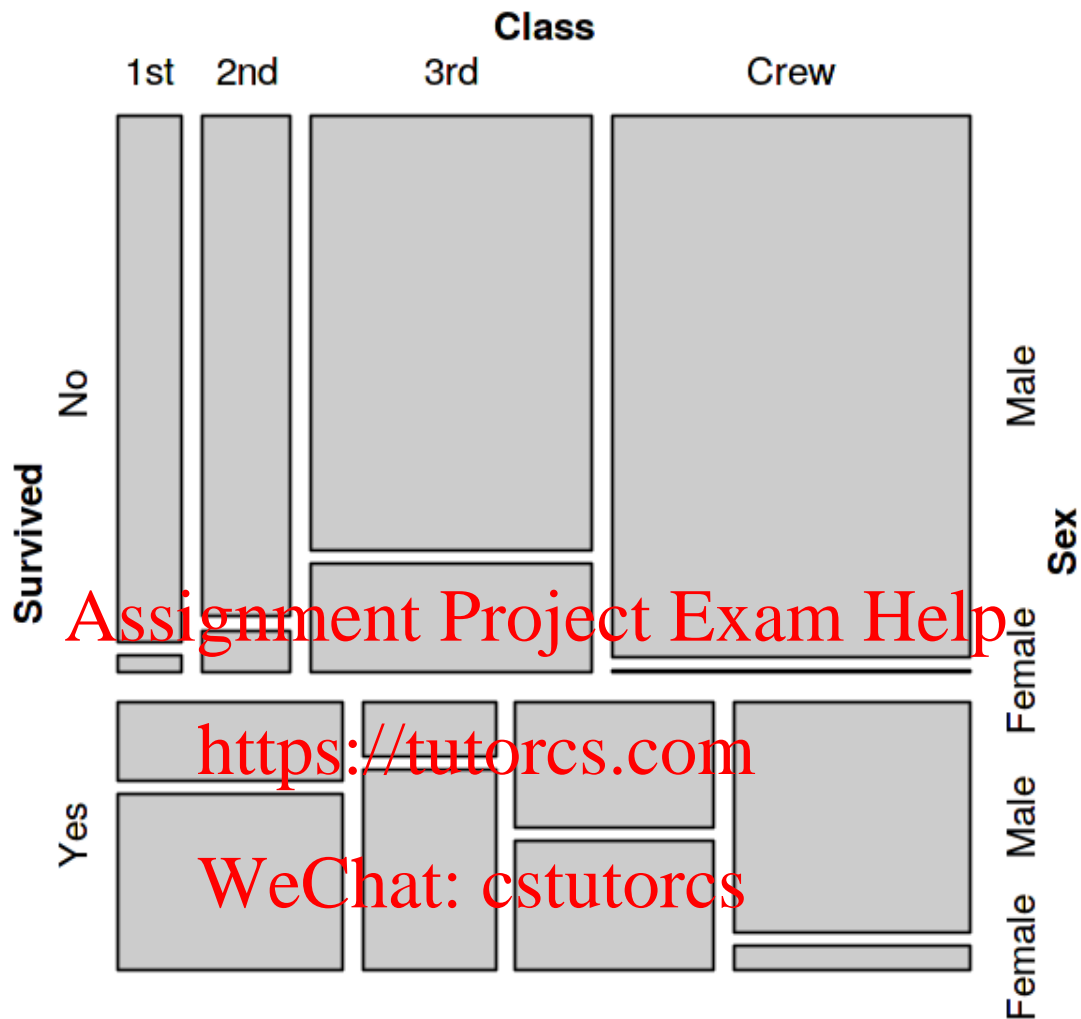 Class
1st 2nd 3rd Crew
No
Male
Survived
Sex
Assignment Project Exam Help
Female
https://tutorcs.com
Yes
Male
WeChat: cstutorcs
Female